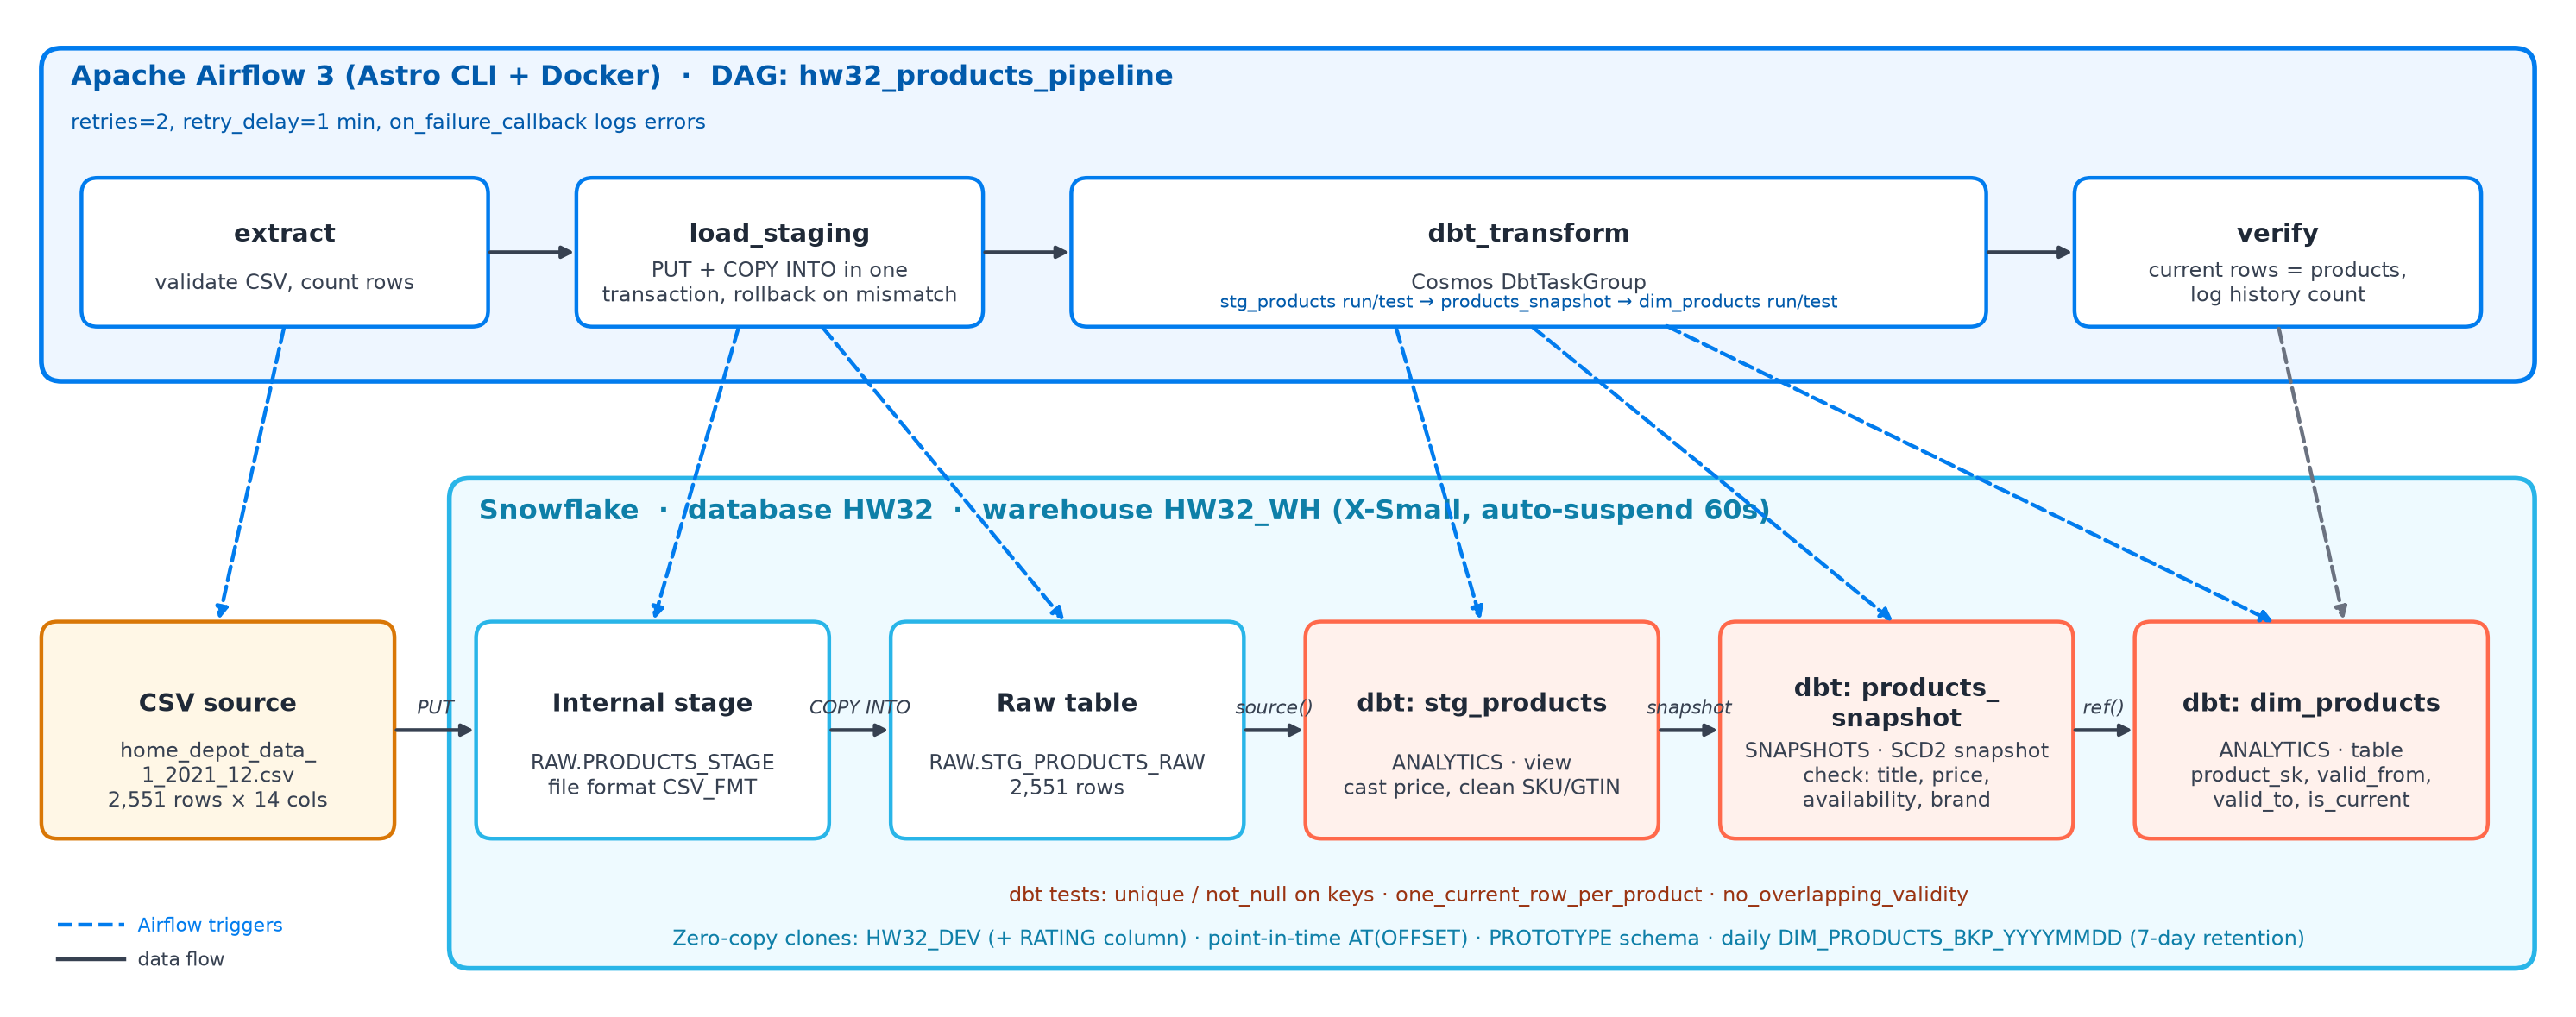 Apache Airflow 3 (Astro CLI + Docker) · DAG: hw32_products_pipeline
retries=2, retry_delay=1 min, on_failure_callback logs errors
extract
validate CSV, count rows
load_staging
PUT + COPY INTO in one
transaction, rollback on mismatch
dbt_transform
Cosmos DbtTaskGroup
stg_products run/test → products_snapshot → dim_products run/test
verify
current rows = products,
log history count
Snowflake · database HW32 · warehouse HW32_WH (X-Small, auto-suspend 60s)
CSV source
home_depot_data_
1_2021_12.csv
2,551 rows × 14 cols
PUT
Internal stage
RAW.PRODUCTS_STAGE
file format CSV_FMT
COPY INTO
Raw table
RAW.STG_PRODUCTS_RAW
2,551 rows
source()
dbt: stg_products
ANALYTICS · view
cast price, clean SKU/GTIN
snapshot
dbt: products_
snapshot
SNAPSHOTS · SCD2 snapshot
check: title, price,
availability, brand
ref()
dbt: dim_products
ANALYTICS · table
product_sk, valid_from,
valid_to, is_current
dbt tests: unique / not_null on keys · one_current_row_per_product · no_overlapping_validity
Zero-copy clones: HW32_DEV (+ RATING column) · point-in-time AT(OFFSET) · PROTOTYPE schema · daily DIM_PRODUCTS_BKP_YYYYMMDD (7-day retention)
Airflow triggers
data flow